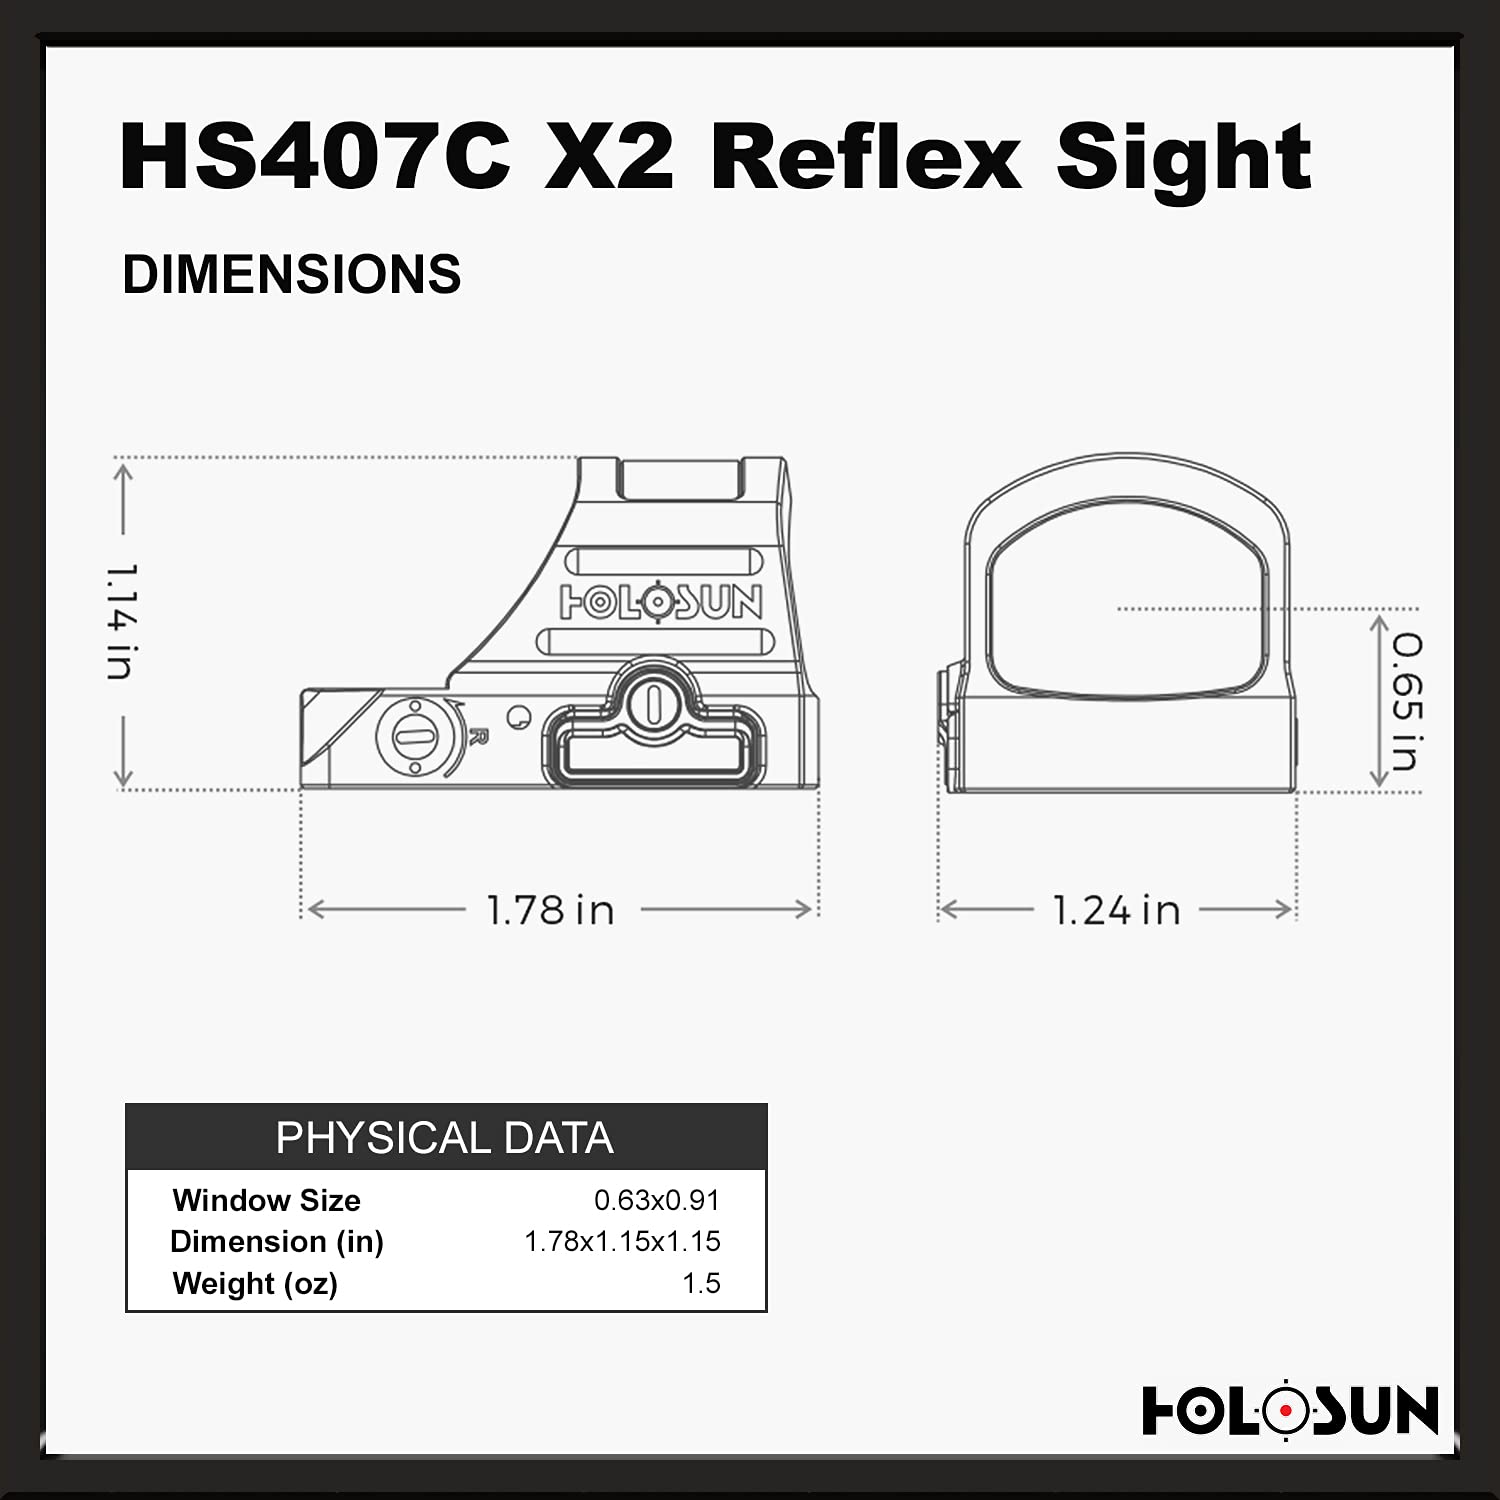 HS407C X2 Reflex Sight
DIMENSIONS
1.14 in
HOLOSUN
R
0.65 in
1.78 in
1.24 in
PHYSICAL DATA
Window Size 0.63x0.91
Dimension (in) 1.78x1.15x1.15
Weight (oz) 1.5
HOLOSUN